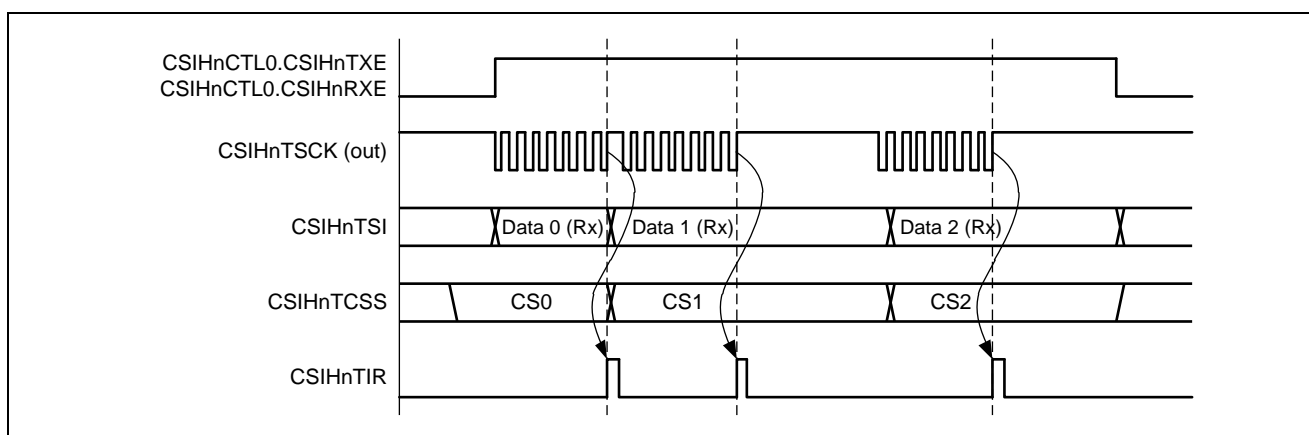 CSIHnCTL0.CSIHnTXE
CSIHnCTL0.CSIHnRXE
CSIHnTSCK (out)
CSIHnTSI
Data 0 (Rx)
Data 1 (Rx)
Data 2 (Rx)
CSIHnTCSS
CS0
CS1
CS2
CSIHnTIR